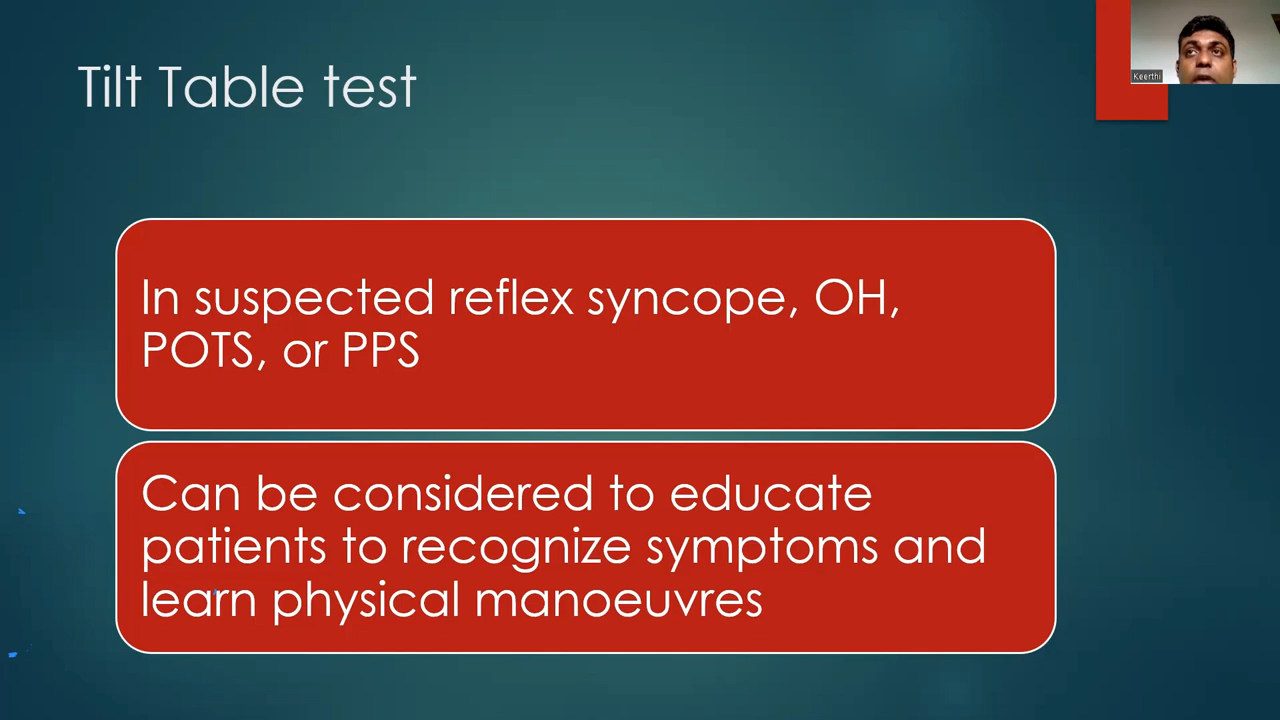 Tilt Table test
Keerthi
In suspected reflex syncope, OH,
POTS, or PPS
Can be considered to educate
patients to recognize symptoms and
learn physical manoeuvres